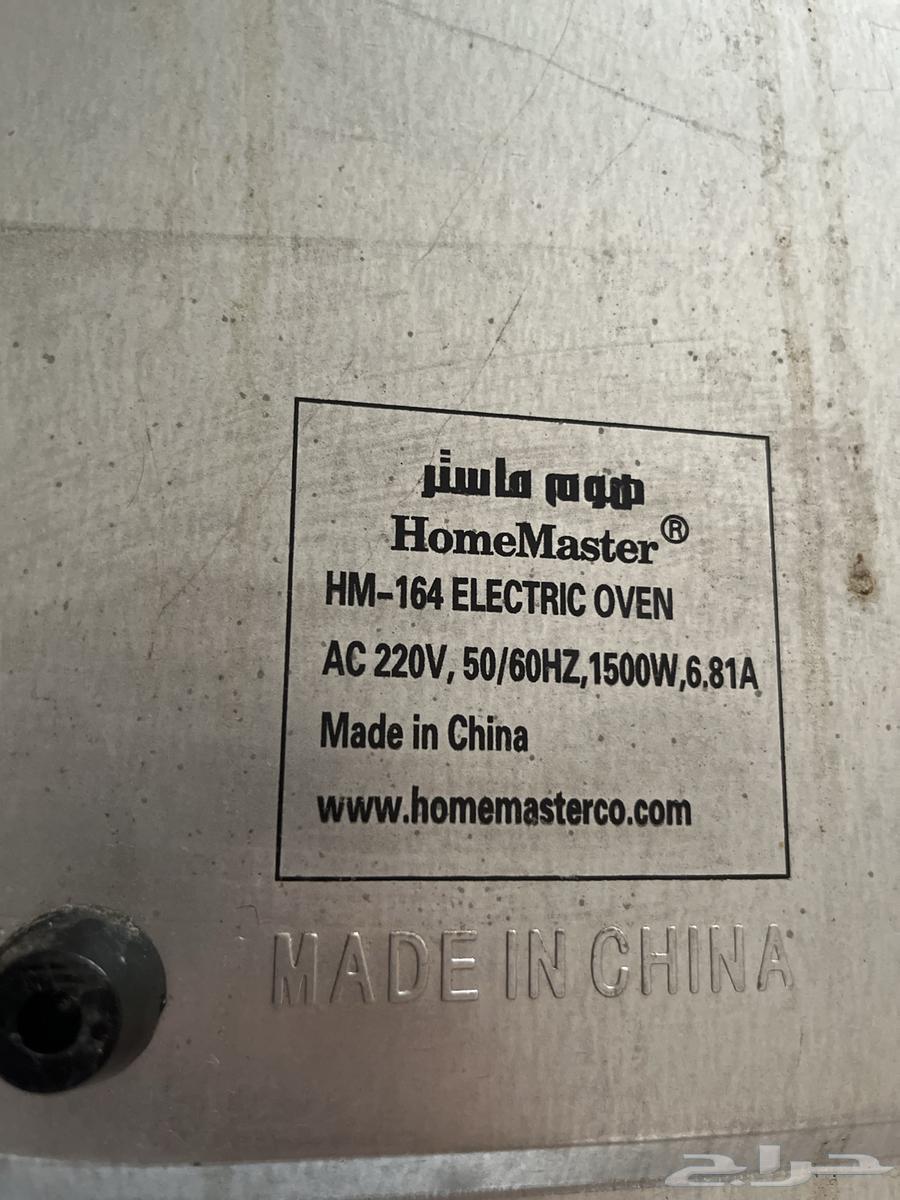 هوم ماستر
HomeMaster®
HM-164 ELECTRIC OVEN
AC 220V, 50/60HZ,1500W,6.81A
Made in China
www.homemasterco.com
MADE IN CHINA
حراج